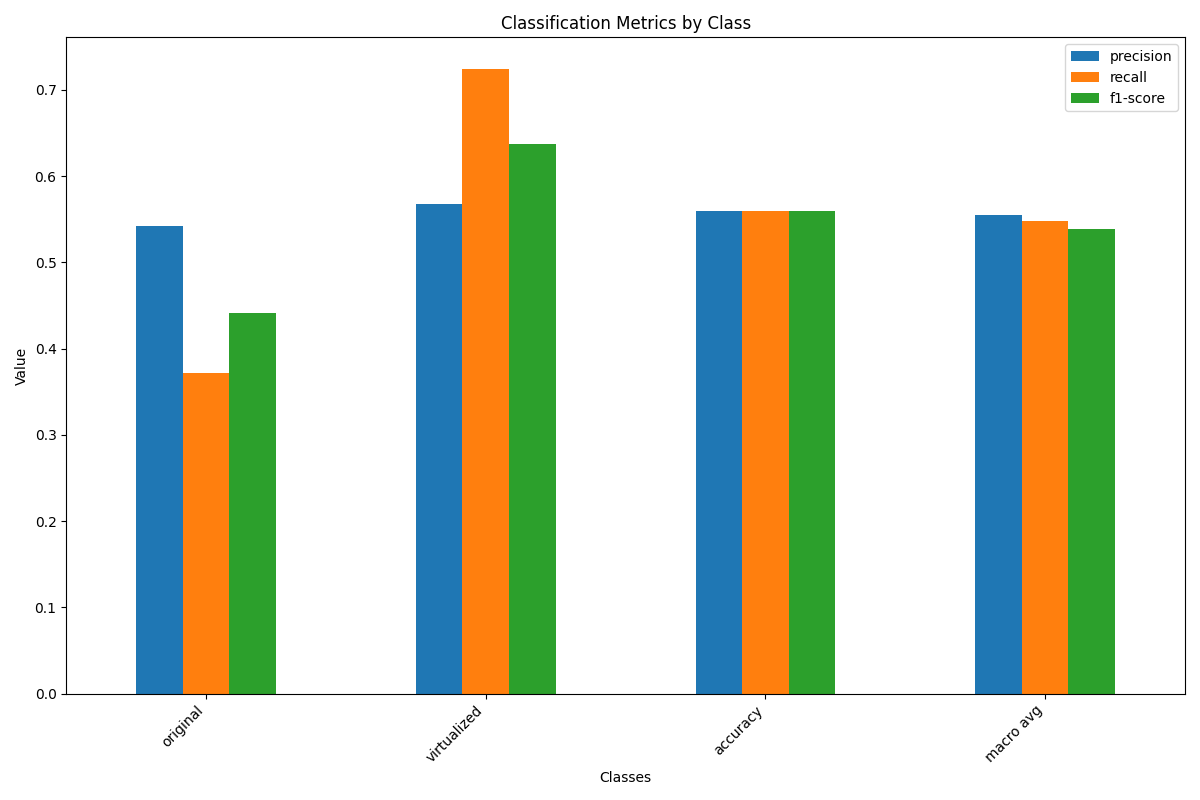 Classification Metrics by Class
precision
recall
f1-score
Value
0.7
0.6
0.5
0.4
0.3
0.2
0.1
0.0
original
virtualized
accuracy
macro avg
Classes